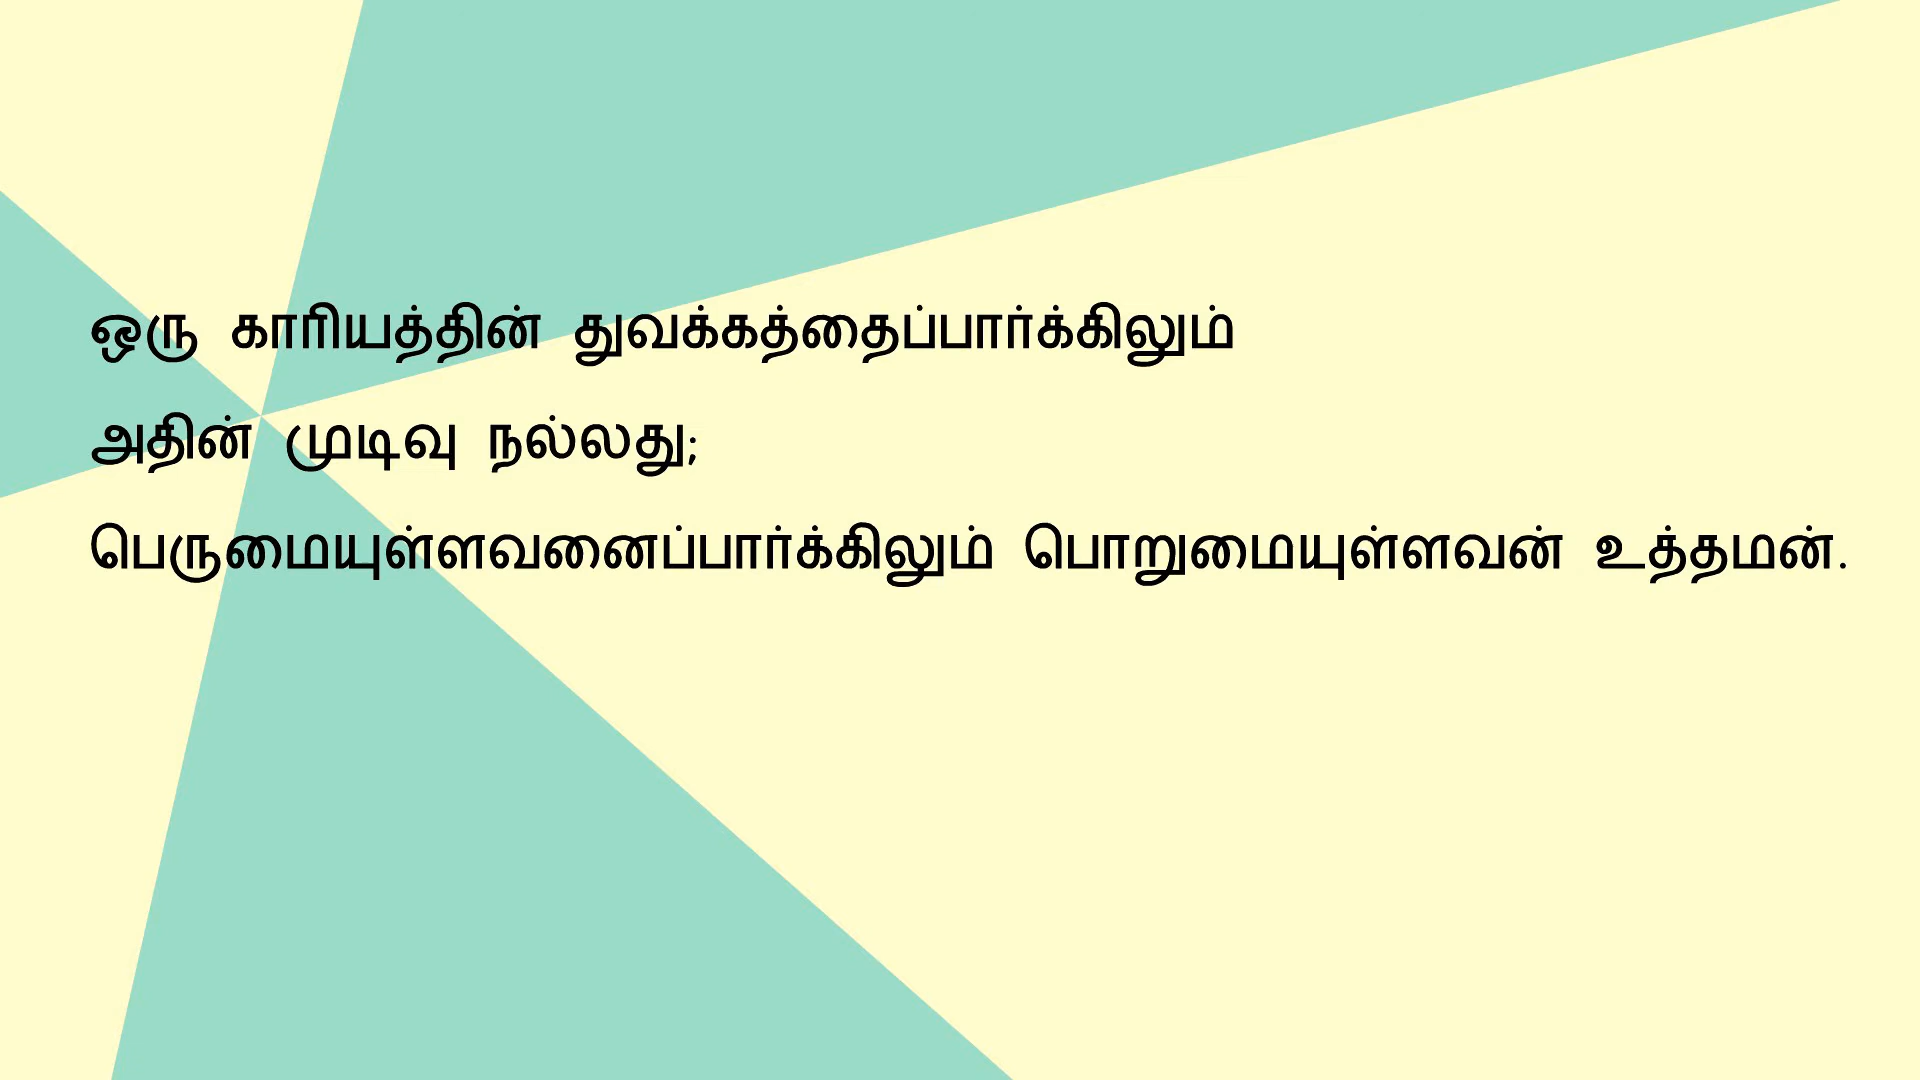 ஒரு காரியத்தின் துவக்கத்தைப்பார்க்கிலும்
அதின் முடிவு நல்லது;
பெருமையுள்ளவனைப்பார்க்கிலும் பொறுமையுள்ளவன் உத்தமன்.